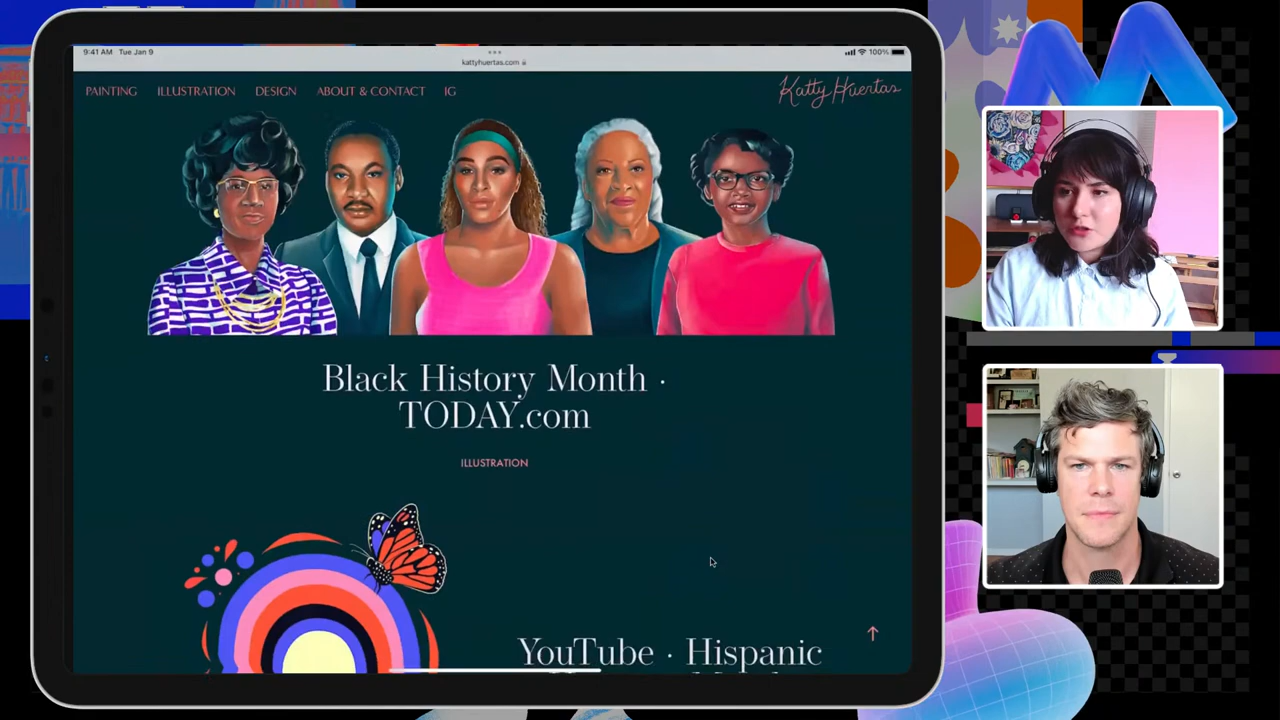 9:41 AM Tue Jan 9
100%
kattyhuertas.com
PAINTING ILLUSTRATION DESIGN ABOUT & CONTACT IG
Katty Huertas
Black History Month ·
TODAY.com
ILLUSTRATION
YouTube · Hispanic